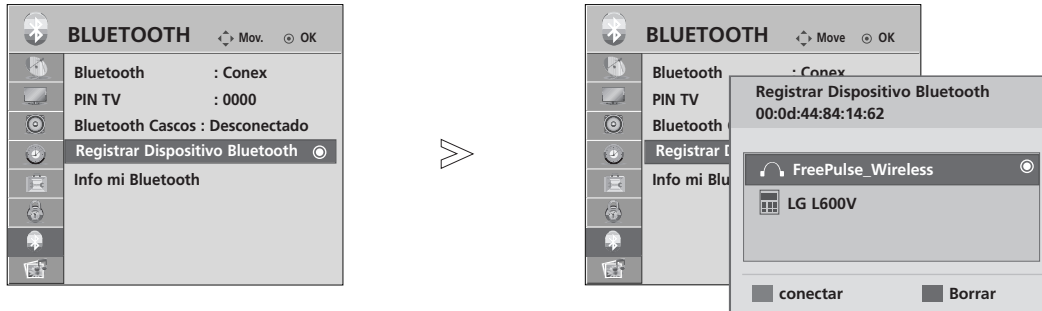 BLUETOOTH Mov. OK
Bluetooth : Conex
PIN TV : 0000
Bluetooth Cascos : Desconectado
Registrar Dispositivo Bluetooth
Info mi Bluetooth
BLUETOOTH Move OK
Bluetooth : Conex
PIN TV
Bluetooth
Registrar
Info mi Blu
Registrar Dispositivo Bluetooth
00:0d:44:84:14:62
FreePulse_Wireless
LG L600V
conectar Borrar